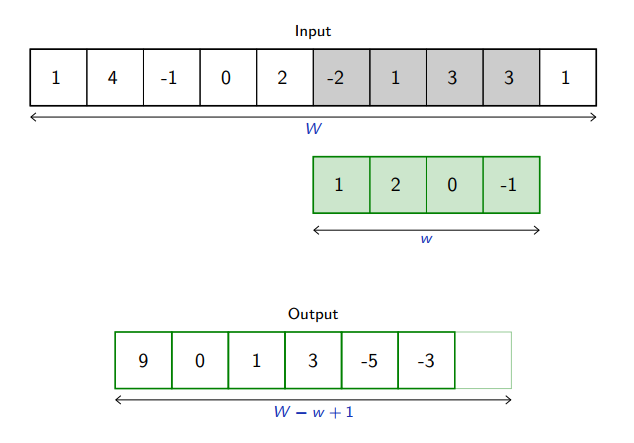 Input
1 4 -1 0 2 -2 1 3 3 1
W
1 2 0 -1
w
Output
9 0 1 3 -5 -3
W − w + 1